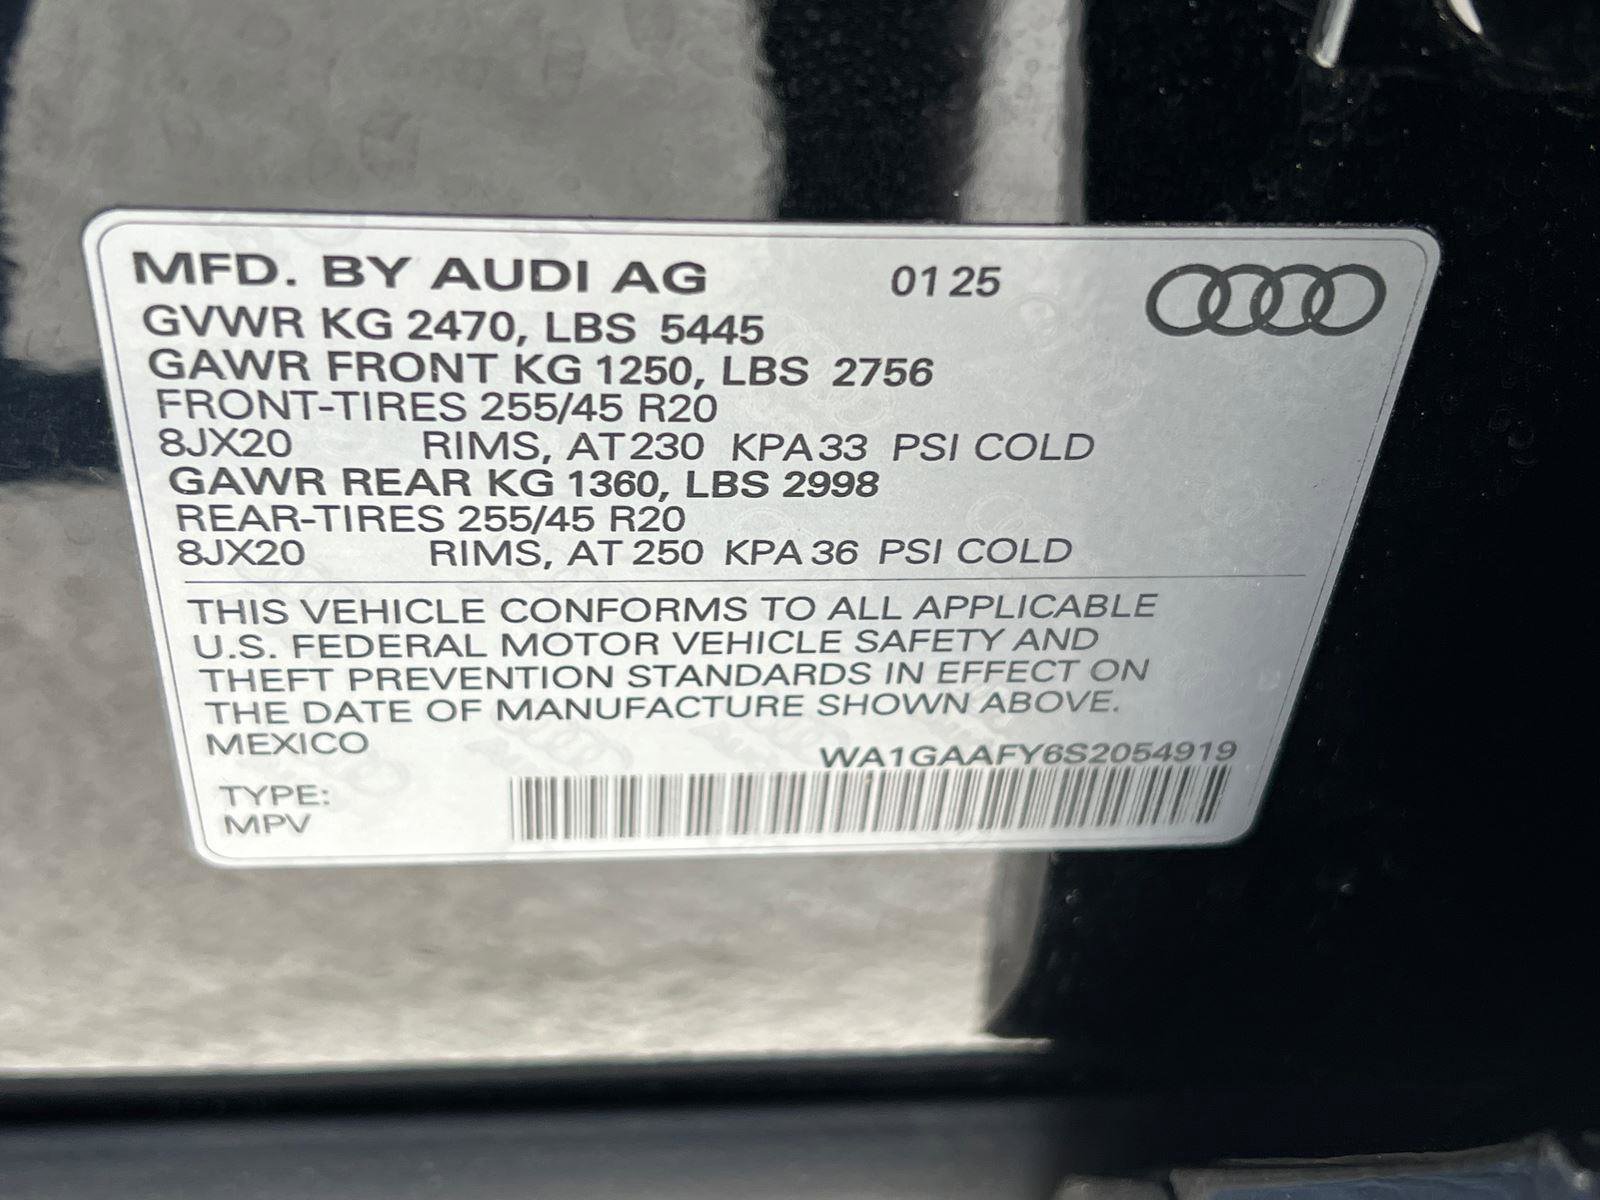 MFD. BY AUDI AG 01 25
GVWR KG 2470, LBS 5445
GAWR FRONT KG 1250, LBS 2756
FRONT-TIRES 255/45 R20
8JX20 RIMS, AT 230 KPA 33 PSI COLD
GAWR REAR KG 1360, LBS 2998
REAR-TIRES 255/45 R20
8JX20 RIMS, AT 250 KPA 36 PSI COLD
THIS VEHICLE CONFORMS TO ALL APPLICABLE
U.S. FEDERAL MOTOR VEHICLE SAFETY AND
THEFT PREVENTION STANDARDS IN EFFECT ON
THE DATE OF MANUFACTURE SHOWN ABOVE.
MEXICO WA1GAAFY6S2054919
TYPE:
MPV